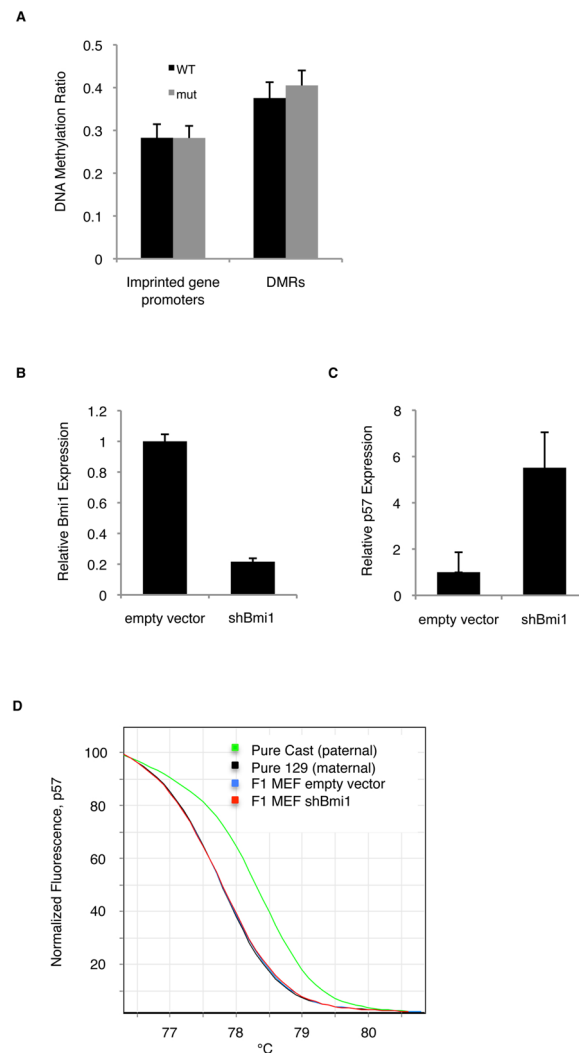 A
DNA Methylation Ratio
0.5
0.4
0.3
0.2
0.1
0
WT
mut
Imprinted gene
promoters
DMRs
B
Relative Bmi1 Expression
1.2
1
0.8
0.6
0.4
0.2
0
empty vector
shBmi1
C
Relative p57 Expression
8
6
4
2
0
empty vector
shBmi1
D
Normalized Fluorescence, p57
100
80
60
40
20
Pure Cast (paternal)
Pure 129 (maternal)
F1 MEF empty vector
F1 MEF shBmi1
77
78
79
80
°C